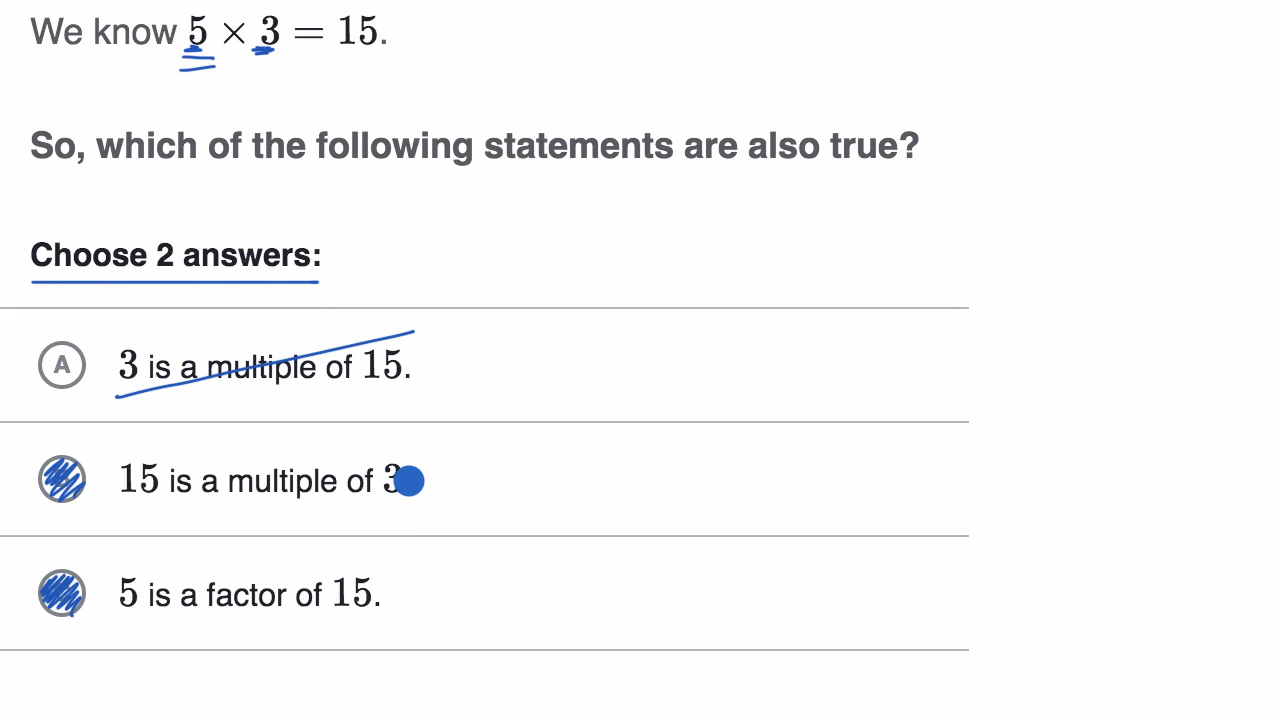 We know 5 × 3 = 15.
So, which of the following statements are also true?
Choose 2 answers:
A 3 is a multiple of 15.
15 is a multiple of 3
5 is a factor of 15.